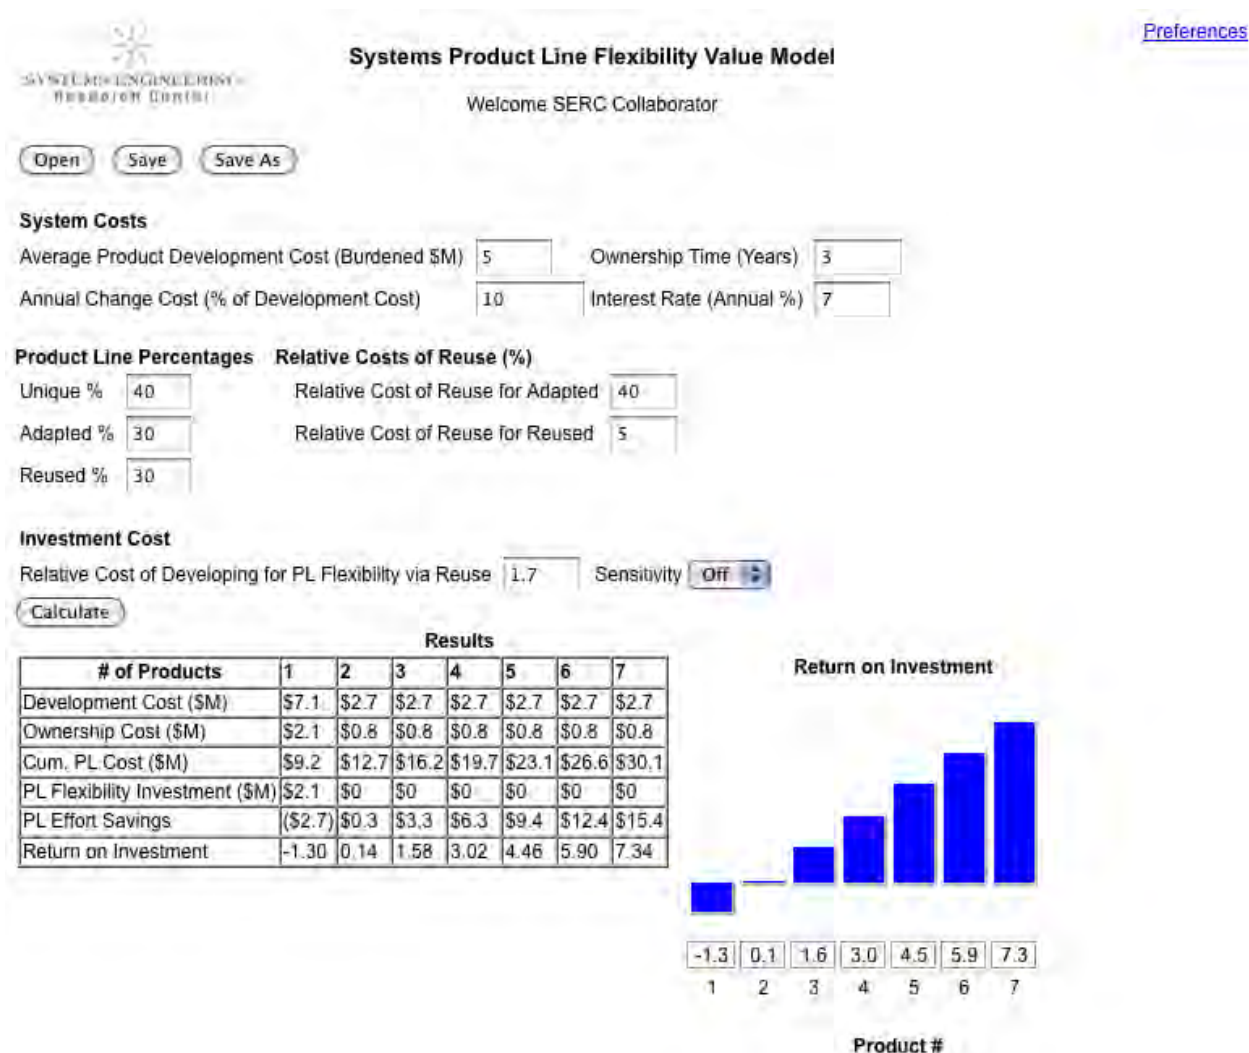 Preferences
Systems Product Line Flexibility Value Model
SYSTEMS ENGINEERING
Research Center
Welcome SERC Collaborator
Open Save Save As
System Costs
Average Product Development Cost (Burdened $M) 5 Ownership Time (Years) 3
Annual Change Cost (% of Development Cost) 10 Interest Rate (Annual %) 7
Product Line Percentages Relative Costs of Reuse (%)
Unique % 40 Relative Cost of Reuse for Adapted 40
Adapted % 30 Relative Cost of Reuse for Reused 5
Reused % 30
Investment Cost
Relative Cost of Developing for PL Flexibility via Reuse 1.7 Sensitivity Off
Calculate
Results
# of Products 1 2 3 4 5 6 7
Development Cost ($M) $7.1 $2.7 $2.7 $2.7 $2.7 $2.7 $2.7
Ownership Cost ($M) $2.1 $0.8 $0.8 $0.8 $0.8 $0.8 $0.8
Cum. PL Cost ($M) $9.2 $12.7 $16.2 $19.7 $23.1 $26.6 $30.1
PL Flexibility Investment ($M) $2.1 $0 $0 $0 $0 $0 $0
PL Effort Savings ($2.7) $0.3 $3.3 $6.3 $9.4 $12.4 $15.4
Return on Investment -1.30 0.14 1.58 3.02 4.46 5.90 7.34
Return on Investment
-1.3 0.1 1.6 3.0 4.5 5.9 7.3
1 2 3 4 5 6 7
Product #